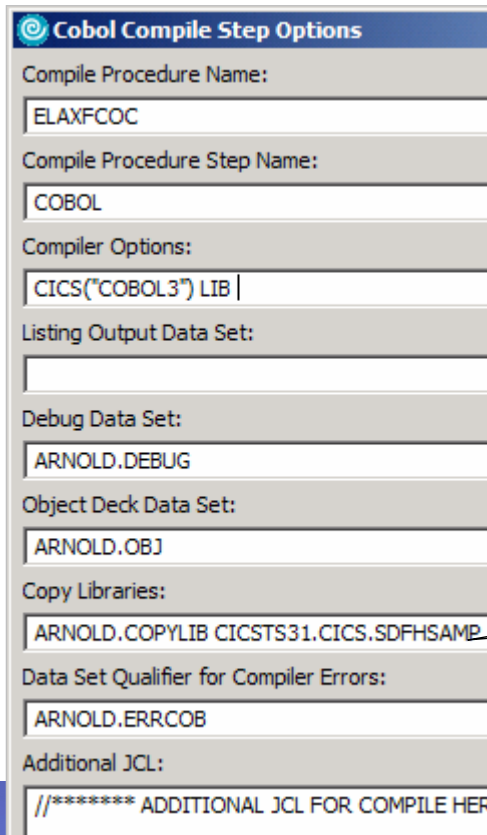 Cobol Compile Step Options
Compile Procedure Name:
ELAXFCOC
Compile Procedure Step Name:
COBOL
Compiler Options:
CICS("COBOL3") LIB
Listing Output Data Set:
Debug Data Set:
ARNOLD.DEBUG
Object Deck Data Set:
ARNOLD.OBJ
Copy Libraries:
ARNOLD.COPYLIB CICSTS31.CICS.SDFHSAMP
Data Set Qualifier for Compiler Errors:
ARNOLD.ERRCOB
Additional JCL:
//******* ADDITIONAL JCL FOR COMPILE HER